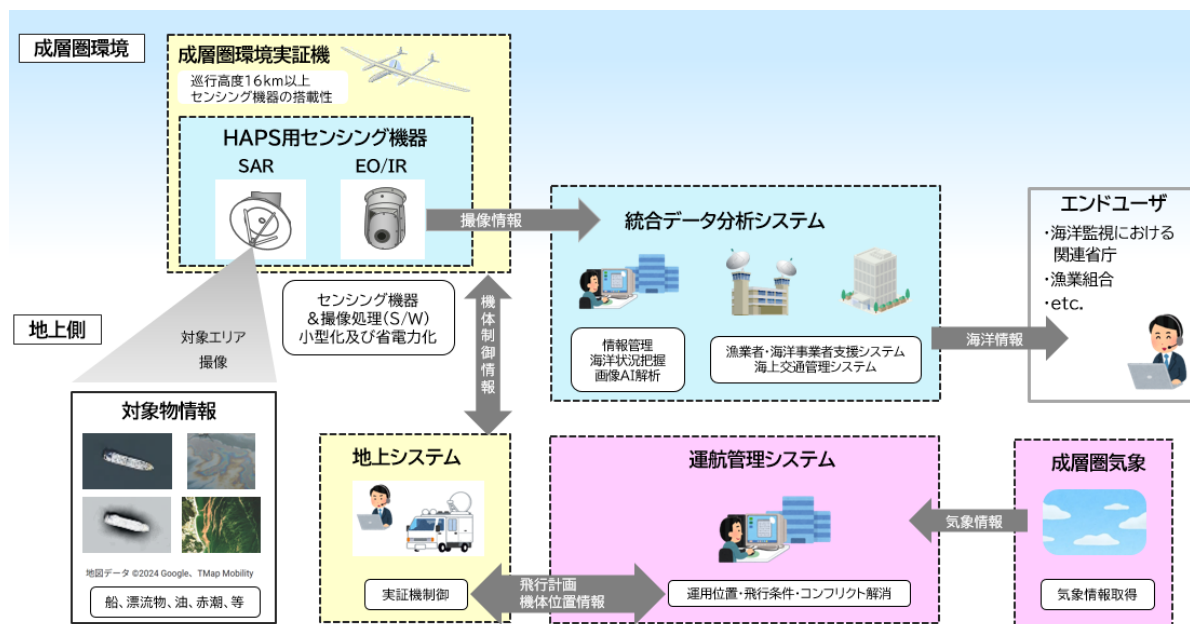 成層圏環境
成層圏環境実証機
巡行高度16km以上
センシング機器の搭載性
HAPS用センシング機器
SAR
EO/IR
撮像情報
統合データ分析システム
エンドユーザ
・海洋監視における
関連省庁
・漁業組合
・etc.
センシング機器
&撮像処理(S/W)
小型化及び省電力化
機体制御情報
地上側
対象エリア
撮像
情報管理
海洋状況把握
画像AI解析
漁業者・海洋事業者支援システム
海上交通管理システム
海洋情報
対象物情報
地図データ ©2024 Google、TMap Mobility
船、漂流物、油、赤潮、等
地上システム
実証機制御
飛行計画
機体位置情報
運航管理システム
運用位置・飛行条件・コンフリクト解消
気象情報
成層圏気象
気象情報取得